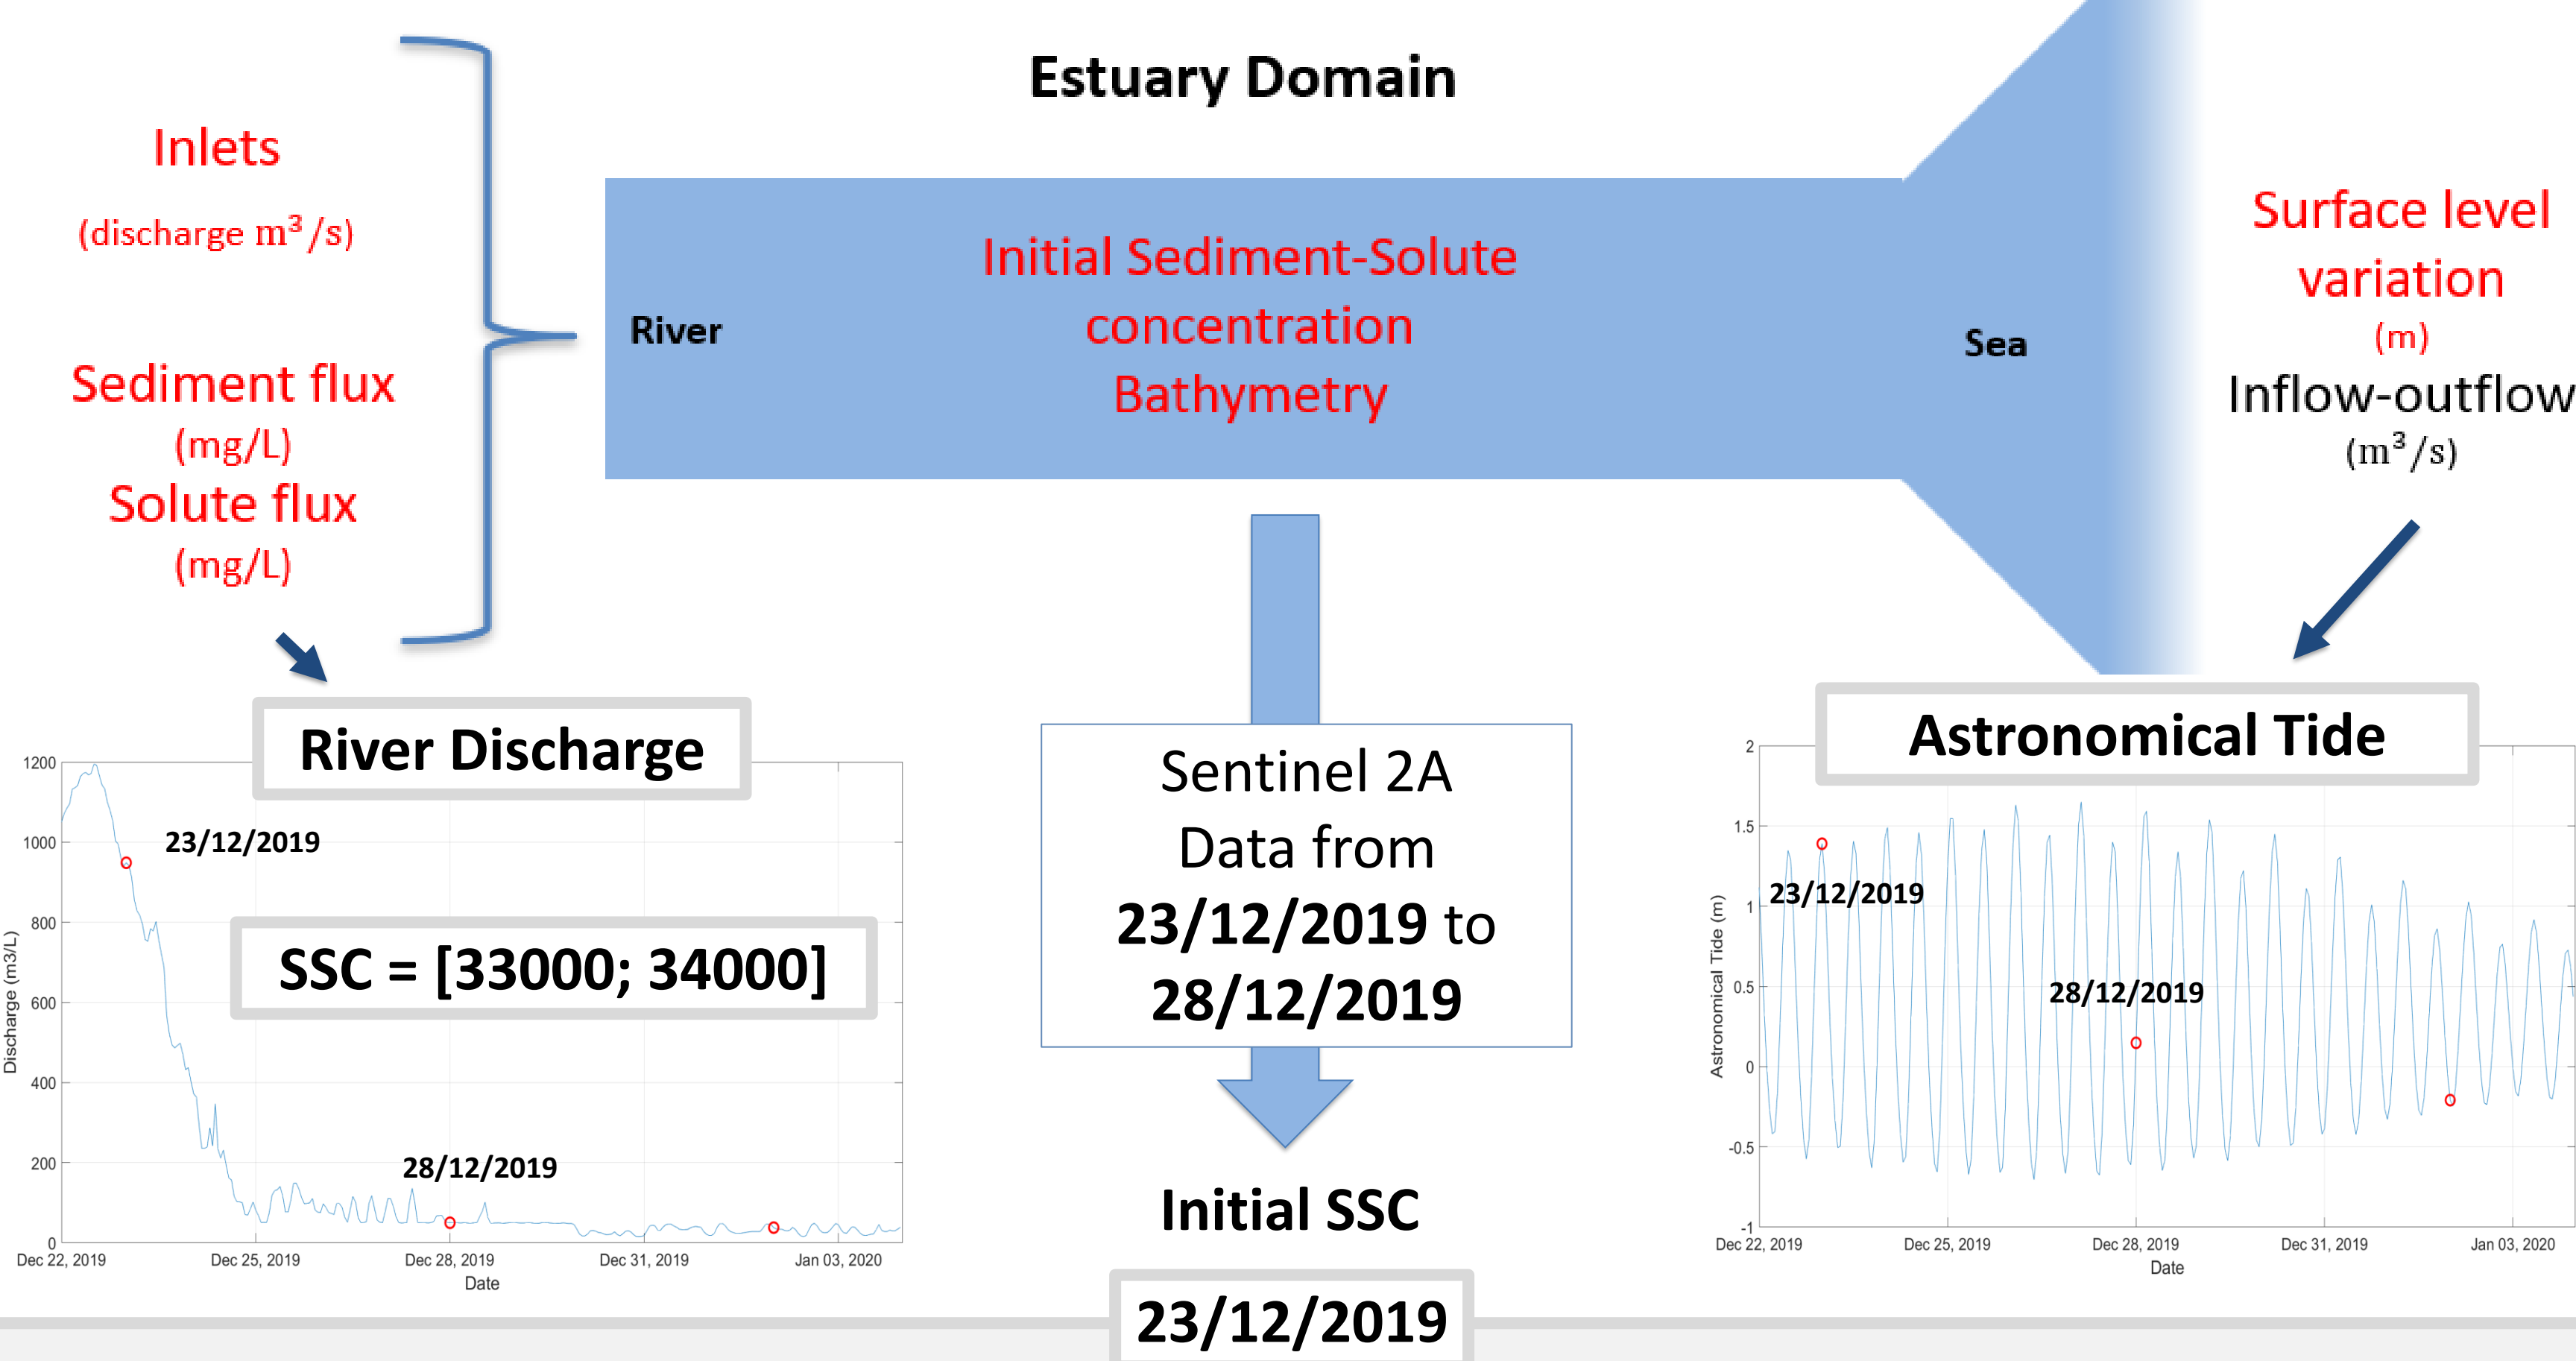 Estuary Domain
Inlets
(discharge m³/s)
Sediment flux
(mg/L)
Solute flux
(mg/L)
River
Initial Sediment-Solute
concentration
Bathymetry
Sea
Surface level
variation
(m)
Inflow-outflow
(m³/s)
River Discharge
1200
1000
800
600
400
200
0
Discharge (m3/L)
23/12/2019
SSC = [33000; 34000]
28/12/2019
Dec 22, 2019
Dec 25, 2019
Dec 28, 2019
Dec 31, 2019
Jan 03, 2020
Date
Sentinel 2A
Data from
23/12/2019 to
28/12/2019
Initial SSC
23/12/2019
Astronomical Tide
2
1.5
1
0.5
0
-0.5
-1
Astronomical Tide (m)
23/12/2019
28/12/2019
Dec 22, 2019
Dec 25, 2019
Dec 28, 2019
Dec 31, 2019
Jan 03, 2020
Date